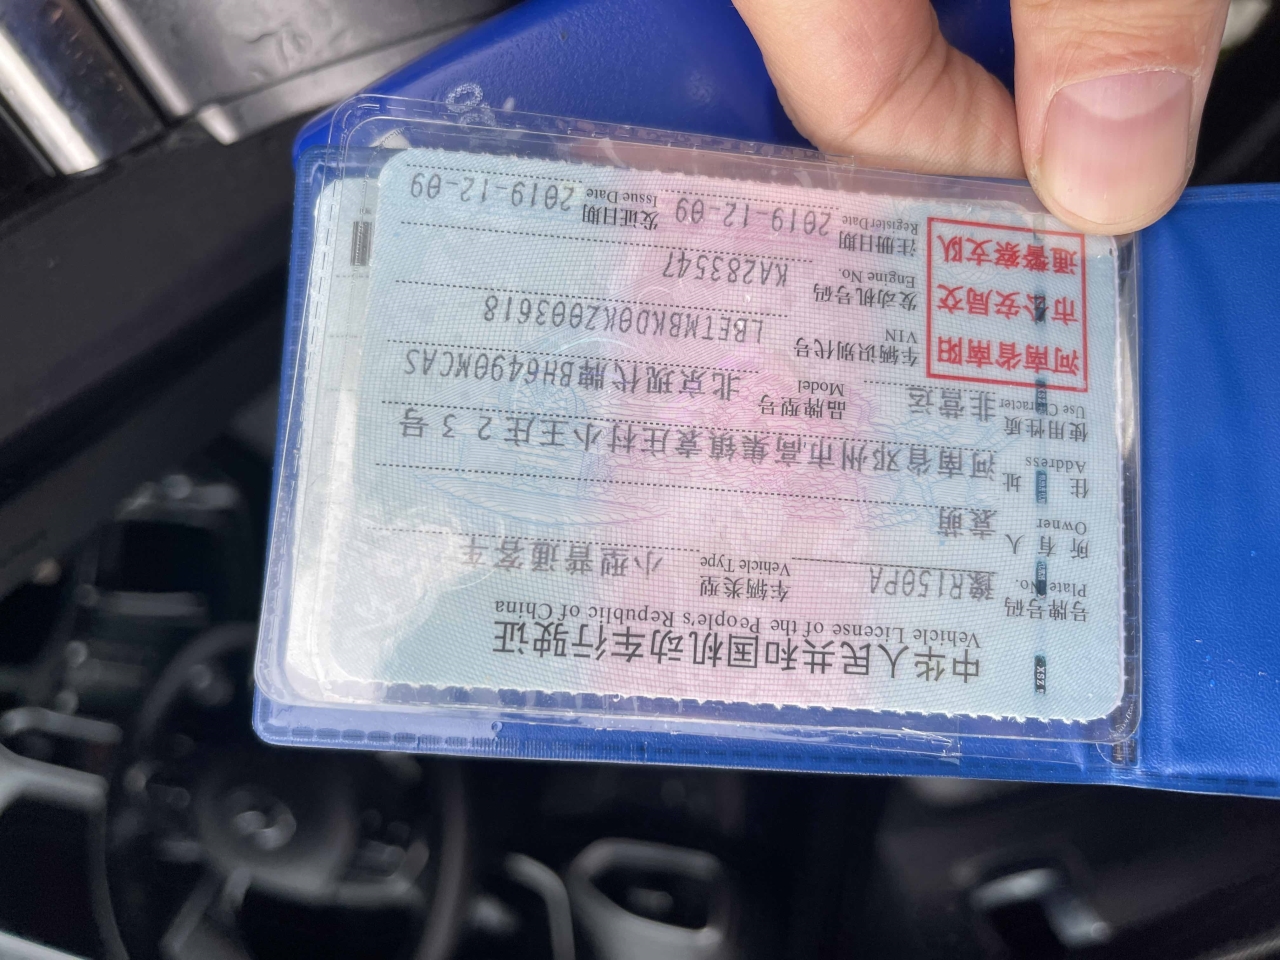 中华人民共和国机动车行驶证
Vehicle License of the People's Republic of China
号牌号码 Plate No. 豫R150PA 车辆类型 Vehicle Type 小型普通客车
所有人 Owner 袁萌
住址 Address 河南省邓州市高集镇袁庄村小王庄23号
使用性质 Use Character 非营运 品牌型号 Model 北京现代牌BH6490MCAS
车辆识别代号 VIN LBETMBKD0KZ003618
发动机号码 Engine No. KA283547
注册日期 Register Date 2019-12-09 发证日期 Issue Date 2019-12-09
河南省南阳
市公安局交
通警察支队
XSZ